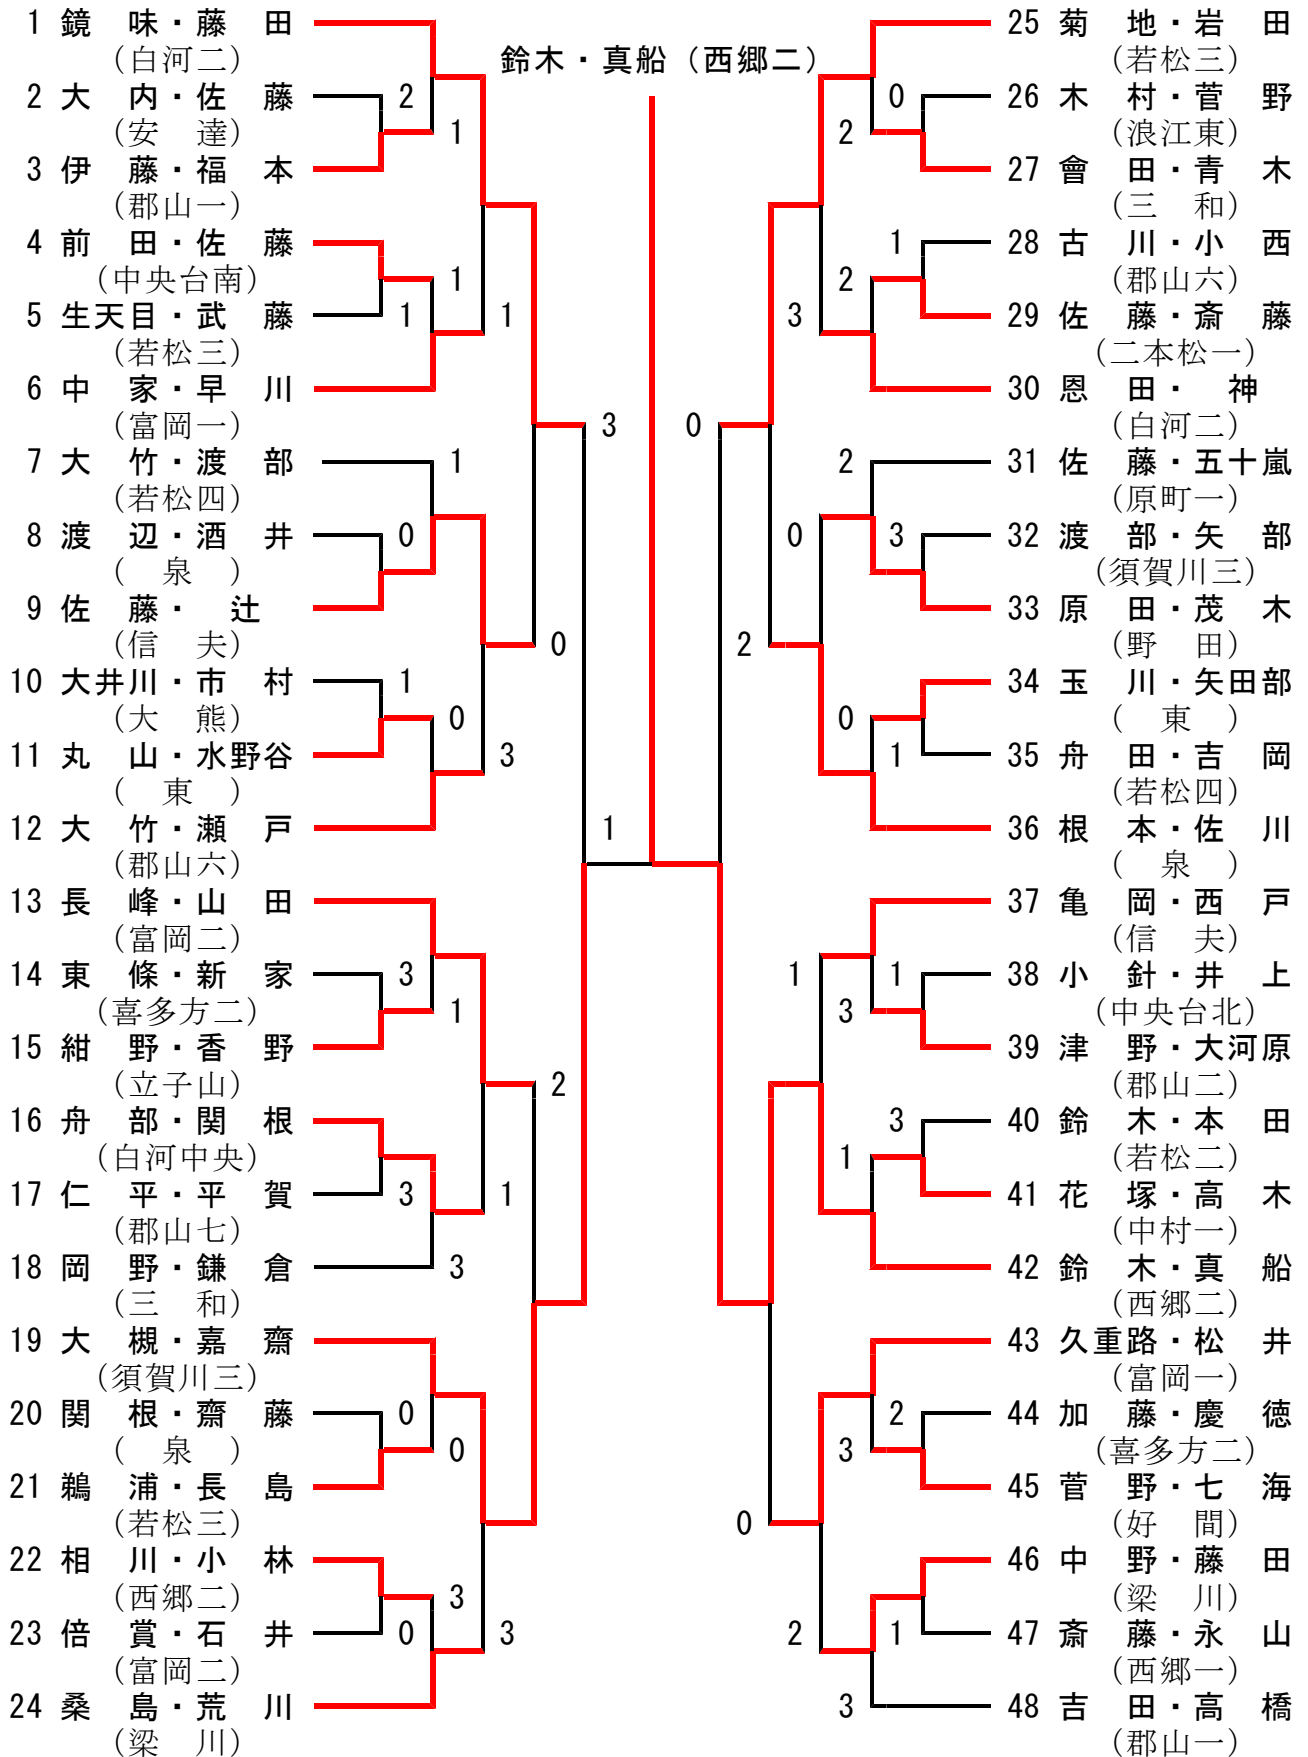 鈴木・真船（西郷二）
1 鏡　味・藤　田
（白河二）
2 大　内・佐　藤
（安　達）
3 伊　藤・福　本
（郡山一）
4 前　田・佐　藤
（中央台南）
5 生天目・武　藤
（若松三）
6 中　家・早　川
（富岡一）
7 大　竹・渡　部
（若松四）
8 渡　辺・酒　井
（　泉　）
9 佐　藤・　辻
（信　夫）
10 大井川・市　村
（大　熊）
11 丸　山・水野谷
（　東　）
12 大　竹・瀬　戸
（郡山六）
13 長　峰・山　田
（富岡二）
14 東　條・新　家
（喜多方二）
15 紺　野・香　野
（立子山）
16 舟　部・関　根
（白河中央）
17 仁　平・平　賀
（郡山七）
18 岡　野・鎌　倉
（三　和）
19 大　槻・嘉　齋
（須賀川三）
20 関　根・齋　藤
（　泉　）
21 鵜　浦・長　島
（若松三）
22 相　川・小　林
（西郷二）
23 倍　賞・石　井
（富岡二）
24 桑　島・荒　川
（梁　川）
2
1
1
1
1
3
1
0
0
1
0
3
1
3
1
2
3
1
3
0
0
3
0
3
25 菊　地・岩　田
（若松三）
26 木　村・菅　野
（浪江東）
27 會　田・青　木
（三　和）
28 古　川・小　西
（郡山六）
29 佐　藤・斎　藤
（二本松一）
30 恩　田・　神
（白河二）
31 佐　藤・五十嵐
（原町一）
32 渡　部・矢　部
（須賀川三）
33 原　田・茂　木
（野　田）
34 玉　川・矢田部
（　東　）
35 舟　田・吉　岡
（若松四）
36 根　本・佐　川
（　泉　）
37 亀　岡・西　戸
（信　夫）
38 小　針・井　上
（中央台北）
39 津　野・大河原
（郡山二）
40 鈴　木・本　田
（若松二）
41 花　塚・高　木
（中村一）
42 鈴　木・真　船
（西郷二）
43 久重路・松　井
（富岡一）
44 加　藤・慶　徳
（喜多方二）
45 菅　野・七　海
（好　間）
46 中　野・藤　田
（梁　川）
47 斎　藤・永　山
（西郷一）
48 吉　田・高　橋
（郡山一）
0
2
1
2
3
0
2
0
3
2
0
1
1
1
3
3
1
2
3
0
2
1
3